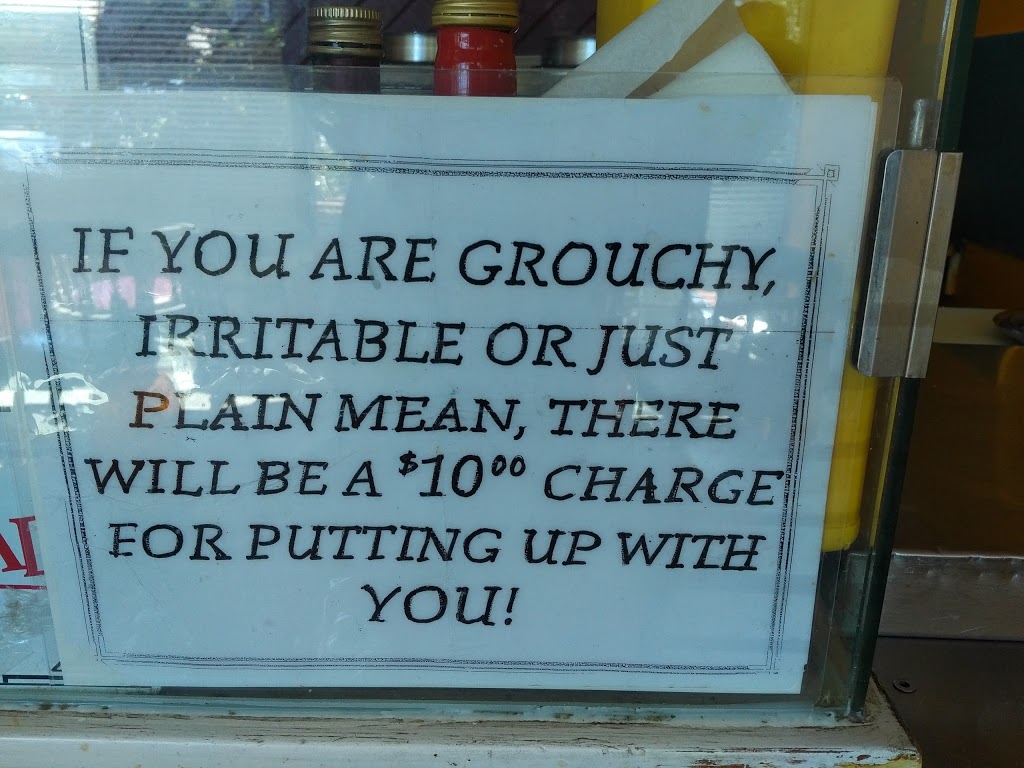 IF YOU ARE GROUCHY,
IRRITABLE OR JUST
PLAIN MEAN, THERE
WILL BE A $10⁰⁰ CHARGE
FOR PUTTING UP WITH
YOU!